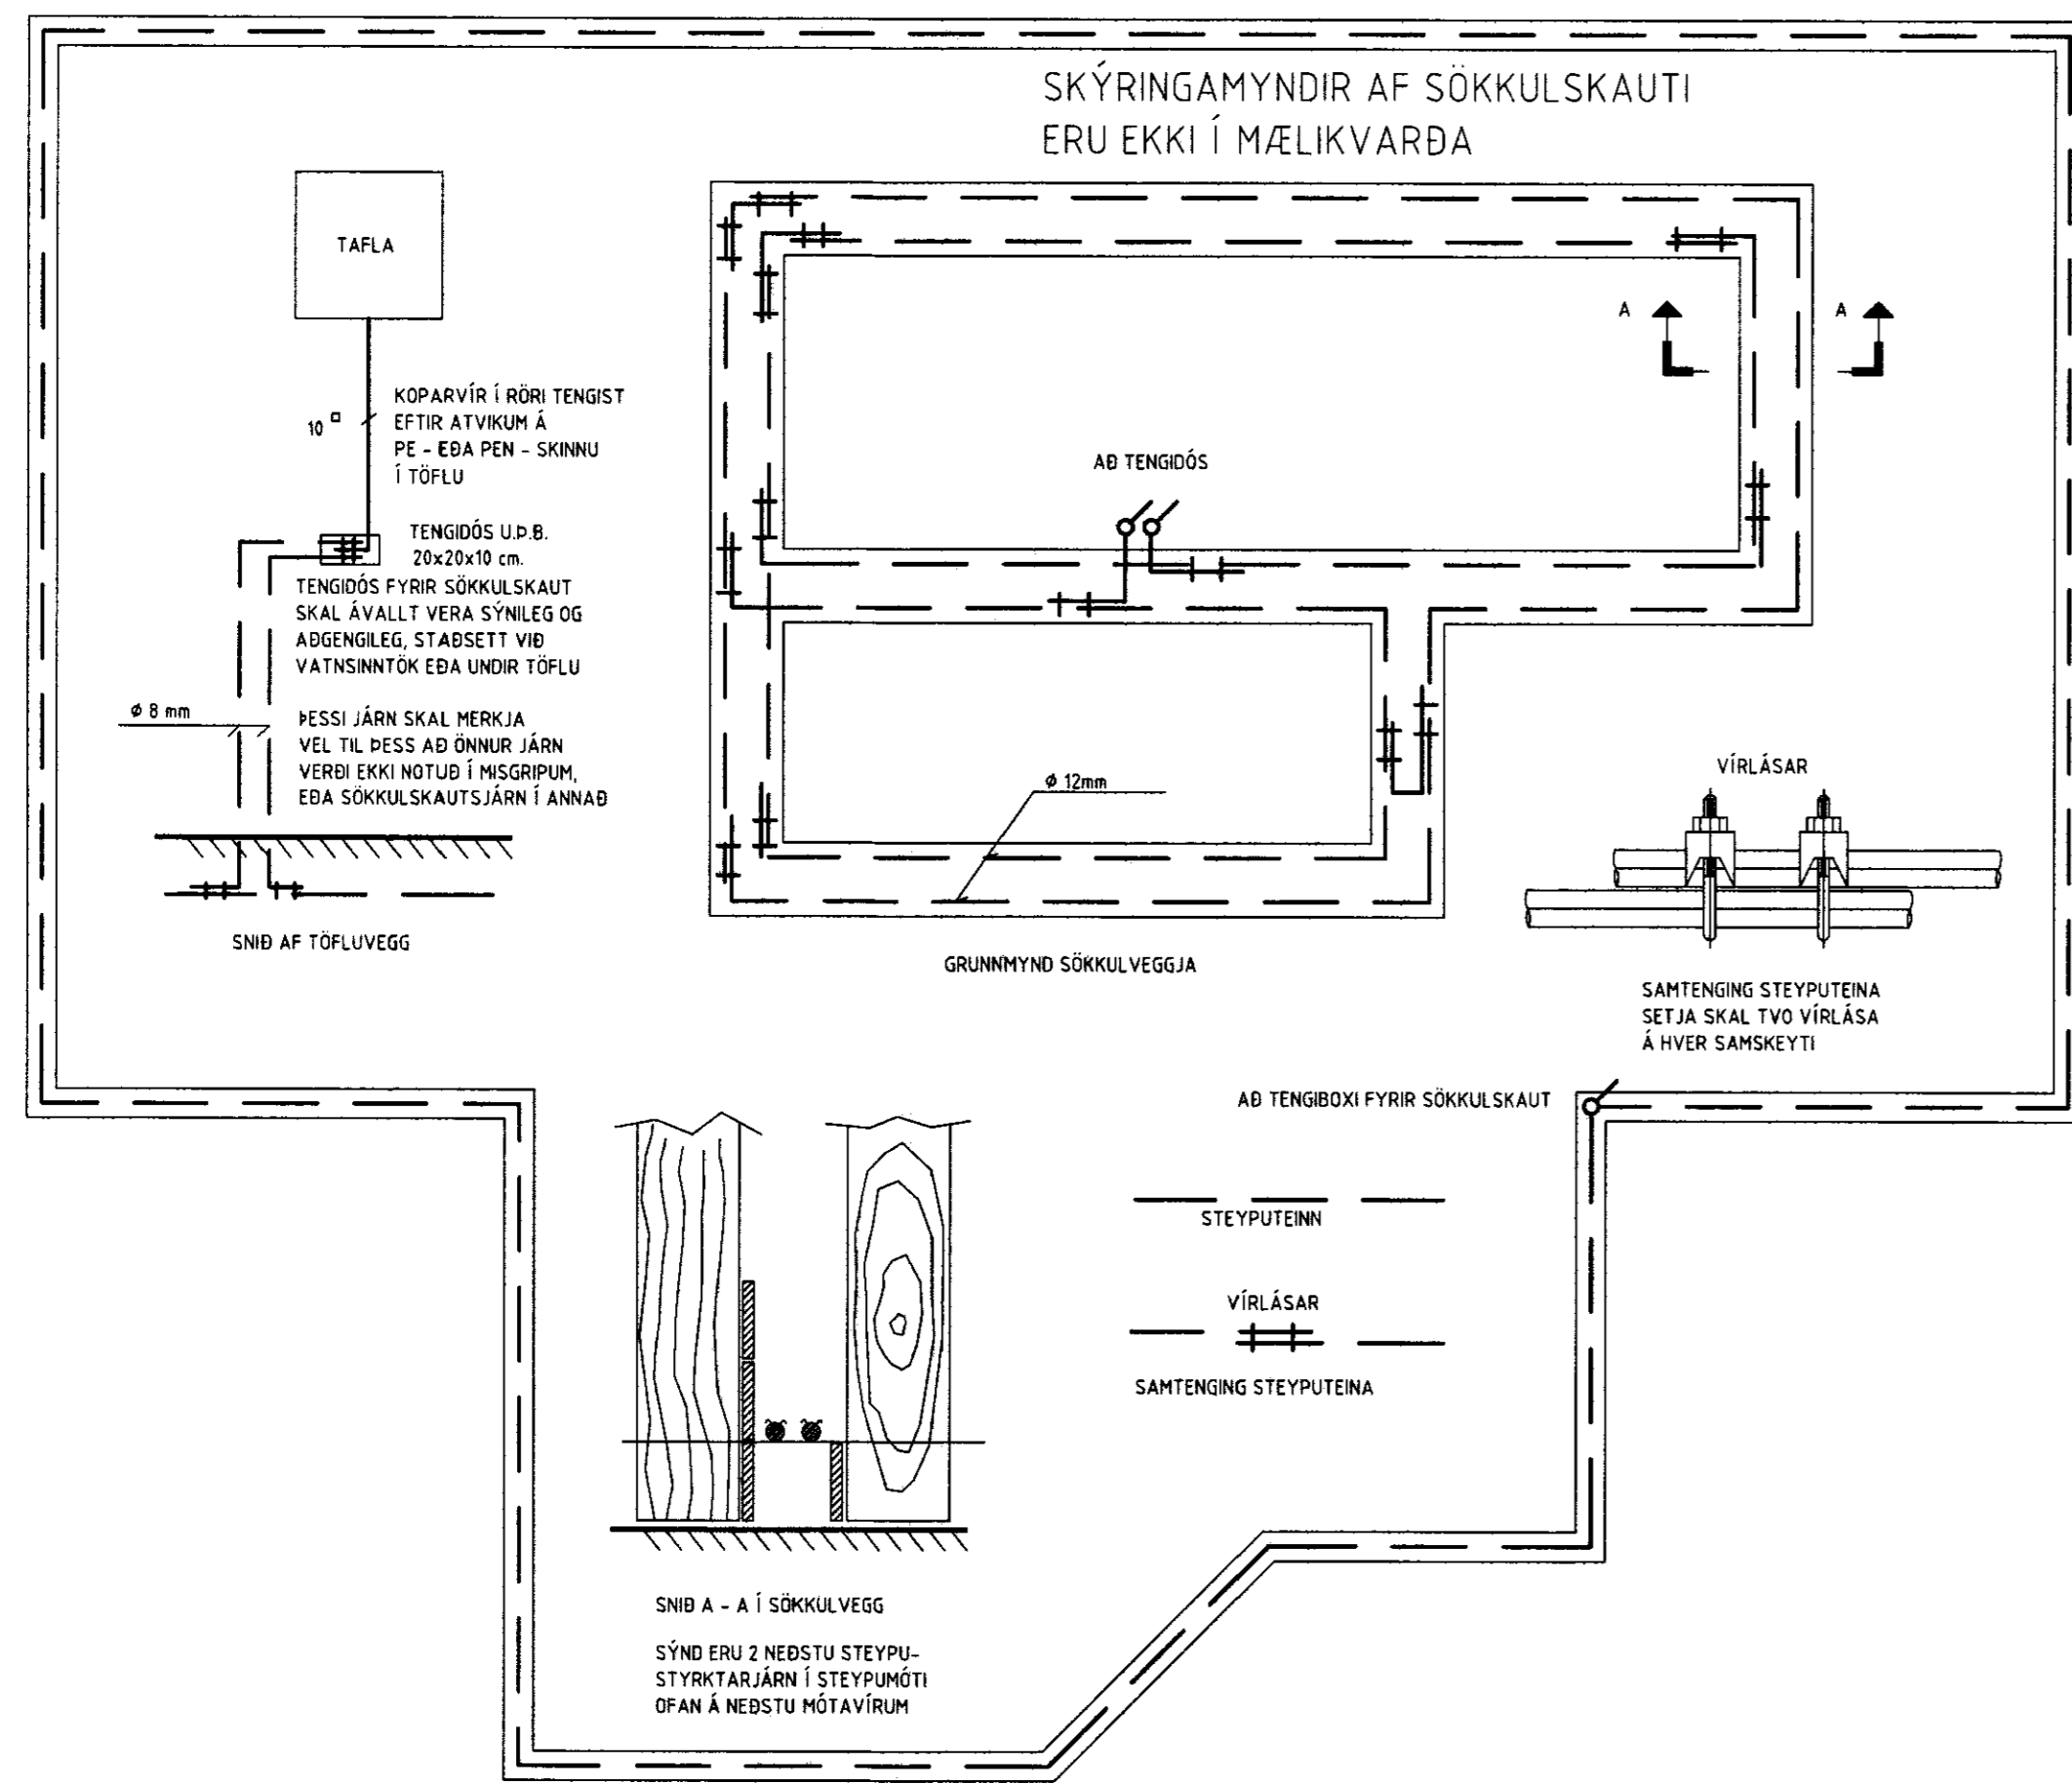 SKÝRINGAMYNDIR AF SÖKKULSKAUTI
ERU EKKI Í MÆLIKVARÐA
TAFLA
10 □
KOPARVÍR Í RÖRI TENGIST
EFTIR ATVIKUM Á
PE - EÐA PEN - SKINNU
Í TÖFLU
TENGIDÓS U.Þ.B.
20x20x10 cm.
TENGIDÓS FYRIR SÖKKULSKAUT
SKAL ÁVALLT VERA SÝNILEG OG
AÐGENGILEG, STAÐSETT VIÐ
VATNSINNTÖK EÐA UNDIR TÖFLU
ø 8 mm
ÞESSI JÁRN SKAL MERKJA
VEL TIL ÞESS AÐ ÖNNUR JÁRN
VERÐI EKKI NOTUÐ Í MISGRIPUM,
EÐA SÖKKULSKAUTSJÁRN Í ANNAÐ
SNIÐ AF TÖFLUVEGG
A
A
AÐ TENGIDÓS
ø 12mm
GRUNNMYND SÖKKULVEGGJA
VÍRLÁSAR
SAMTENGING STEYPUTEINA
SETJA SKAL TVO VÍRLÁSA
Á HVER SAMSKEYTI
AÐ TENGIBOXI FYRIR SÖKKULSKAUT
STEYPUTEINN
VÍRLÁSAR
SAMTENGING STEYPUTEINA
SNIÐ A - A Í SÖKKULVEGG
SÝND ERU 2 NEÐSTU STEYPU-
STYRKTARJÁRN Í STEYPUMÓTI
OFAN Á NEÐSTU MÓTAVÍRUM